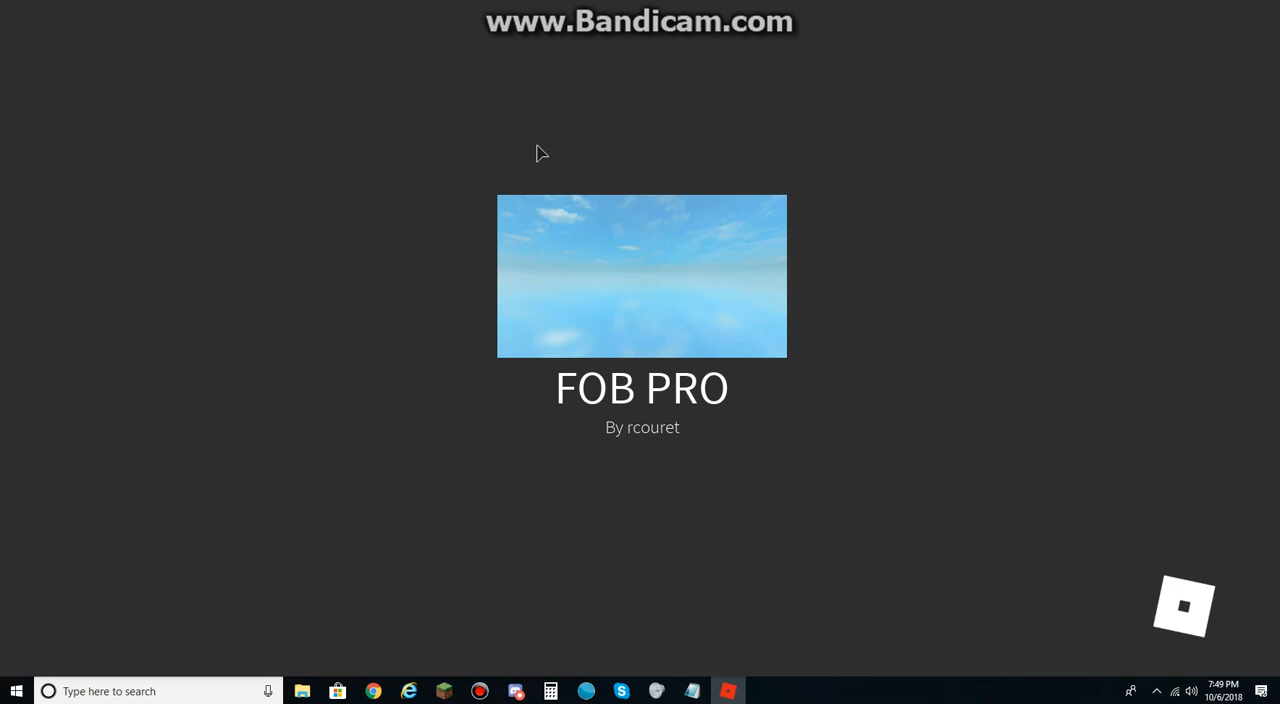 www.Bandicam.com
FOB PRO
By rcouret
Type here to search
7:49 PM
10/6/2018